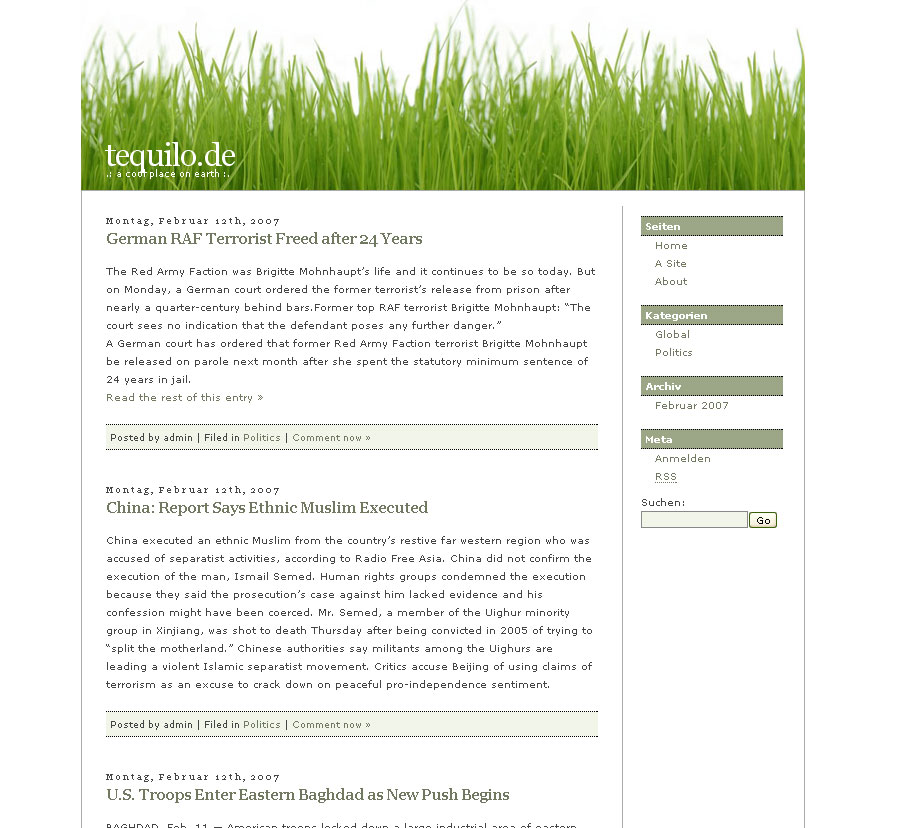 tequilo.de
.: a cool place on earth :.
Montag, Februar 12th, 2007
German RAF Terrorist Freed after 24 Years
The Red Army Faction was Brigitte Mohnhaupt’s life and it continues to be so today. But
on Monday, a German court ordered the former terrorist’s release from prison after
nearly a quarter-century behind bars.Former top RAF terrorist Brigitte Mohnhaupt: “The
court sees no indication that the defendant poses any further danger.”
A German court has ordered that former Red Army Faction terrorist Brigitte Mohnhaupt
be released on parole next month after she spent the statutory minimum sentence of
24 years in jail.
Read the rest of this entry »
Posted by admin | Filed in Politics | Comment now »
Montag, Februar 12th, 2007
China: Report Says Ethnic Muslim Executed
China executed an ethnic Muslim from the country’s restive far western region who was
accused of separatist activities, according to Radio Free Asia. China did not confirm the
execution of the man, Ismail Semed. Human rights groups condemned the execution
because they said the prosecution’s case against him lacked evidence and his
confession might have been coerced. Mr. Semed, a member of the Uighur minority
group in Xinjiang, was shot to death Thursday after being convicted in 2005 of trying to
“split the motherland.” Chinese authorities say militants among the Uighurs are
leading a violent Islamic separatist movement. Critics accuse Beijing of using claims of
terrorism as an excuse to crack down on peaceful pro-independence sentiment.
Posted by admin | Filed in Politics | Comment now »
Montag, Februar 12th, 2007
U.S. Troops Enter Eastern Baghdad as New Push Begins
BAGHDAD, Feb. 11 — American troops locked down a large industrial area of eastern
Seiten
Home
A Site
About
Kategorien
Global
Politics
Archiv
Februar 2007
Meta
Anmelden
RSS
Suchen:
Go